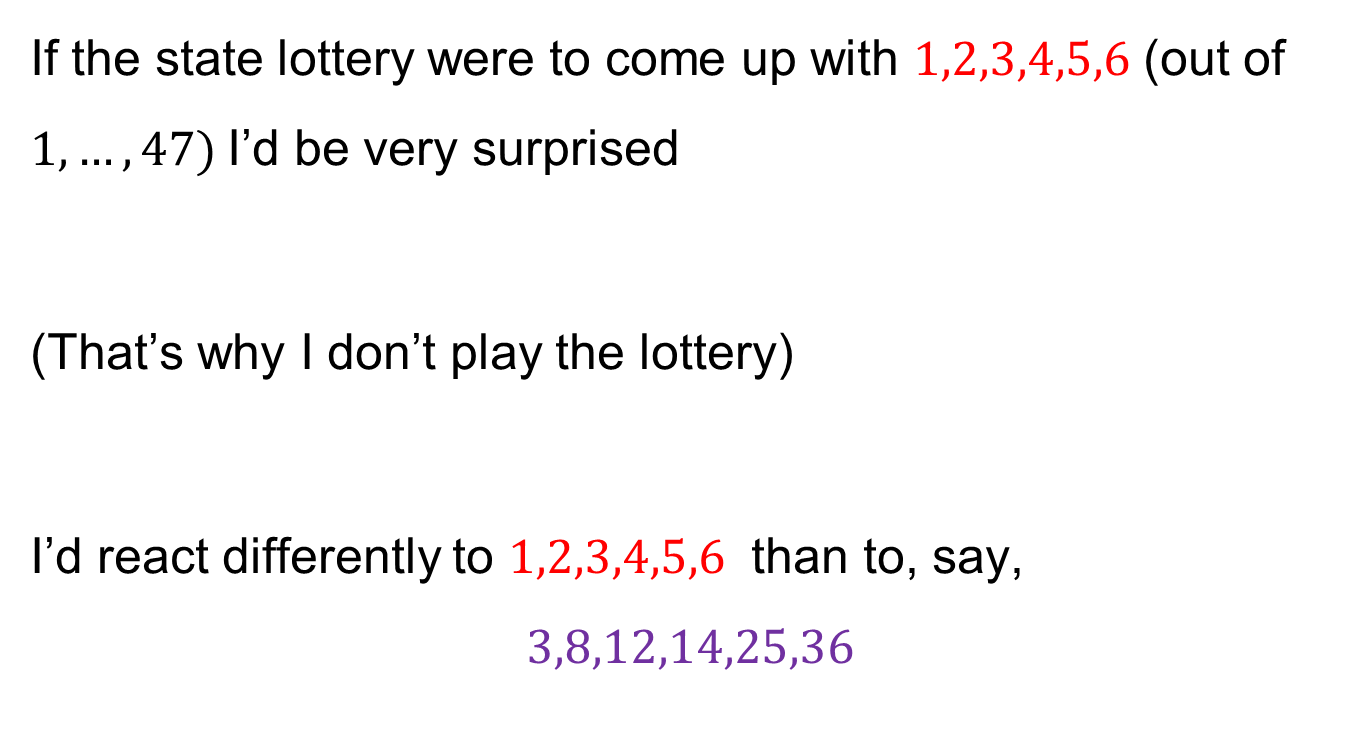 If the state lottery were to come up with 1,2,3,4,5,6 (out of
1, … , 47) I’d be very surprised
(That’s why I don’t play the lottery)
I’d react differently to 1,2,3,4,5,6 than to, say,
3,8,12,14,25,36